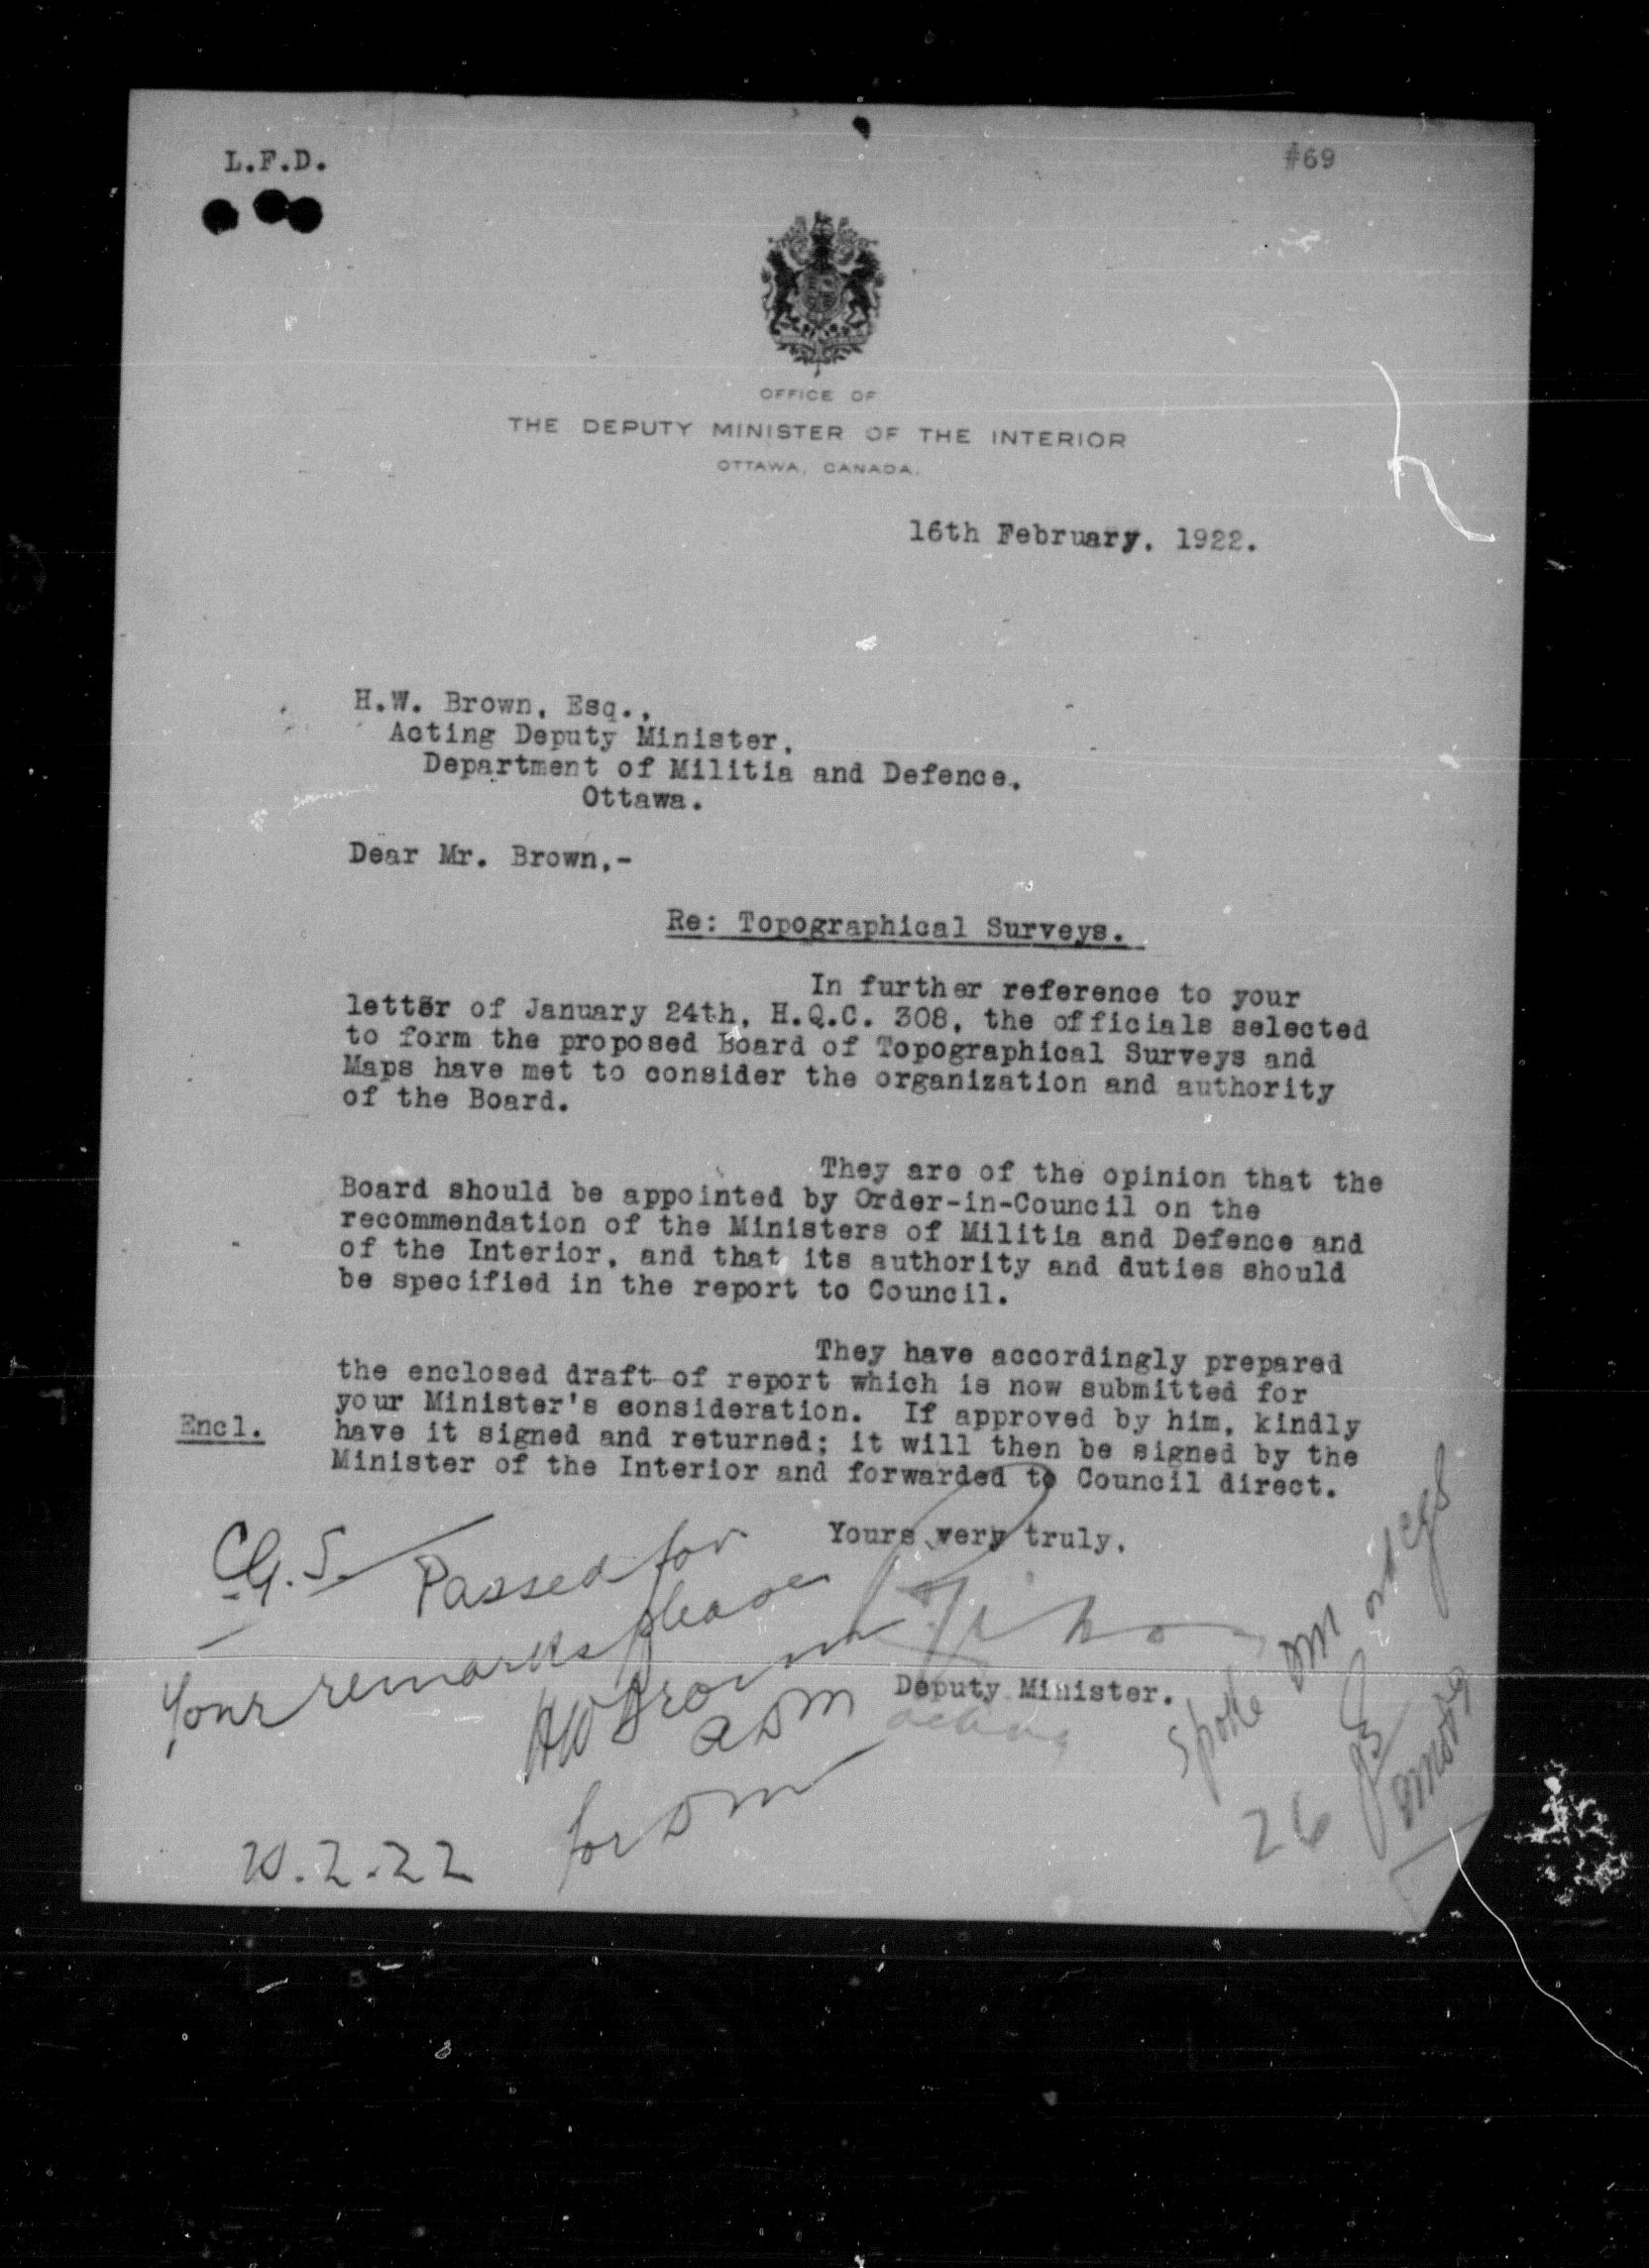 L.F.D.
#69
OFFICE OF
THE DEPUTY MINISTER OF THE INTERIOR
OTTAWA, CANADA.
16th February, 1922.
H.W. Brown, Esq.,
Acting Deputy Minister,
Department of Militia and Defence,
Ottawa.
Dear Mr. Brown,-
Re: Topographical Surveys.
In further reference to your
letter of January 24th, H.Q.C. 308, the officials selected
to form the proposed Board of Topographical Surveys and
Maps have met to consider the organization and authority
of the Board.
They are of the opinion that the
Board should be appointed by Order-in-Council on the
recommendation of the Ministers of Militia and Defence and
of the Interior, and that its authority and duties should
be specified in the report to Council.
They have accordingly prepared
the enclosed draft of report which is now submitted for
your Minister's consideration. If approved by him, kindly
Encl.
have it signed and returned; it will then be signed by the
Minister of the Interior and forwarded to Council direct.
Yours very truly,
C.G.S.
Passed for
your remarks please
Deputy Minister.
acting
HW Brown
ADM
for DM
Spoke DM
26
2.22